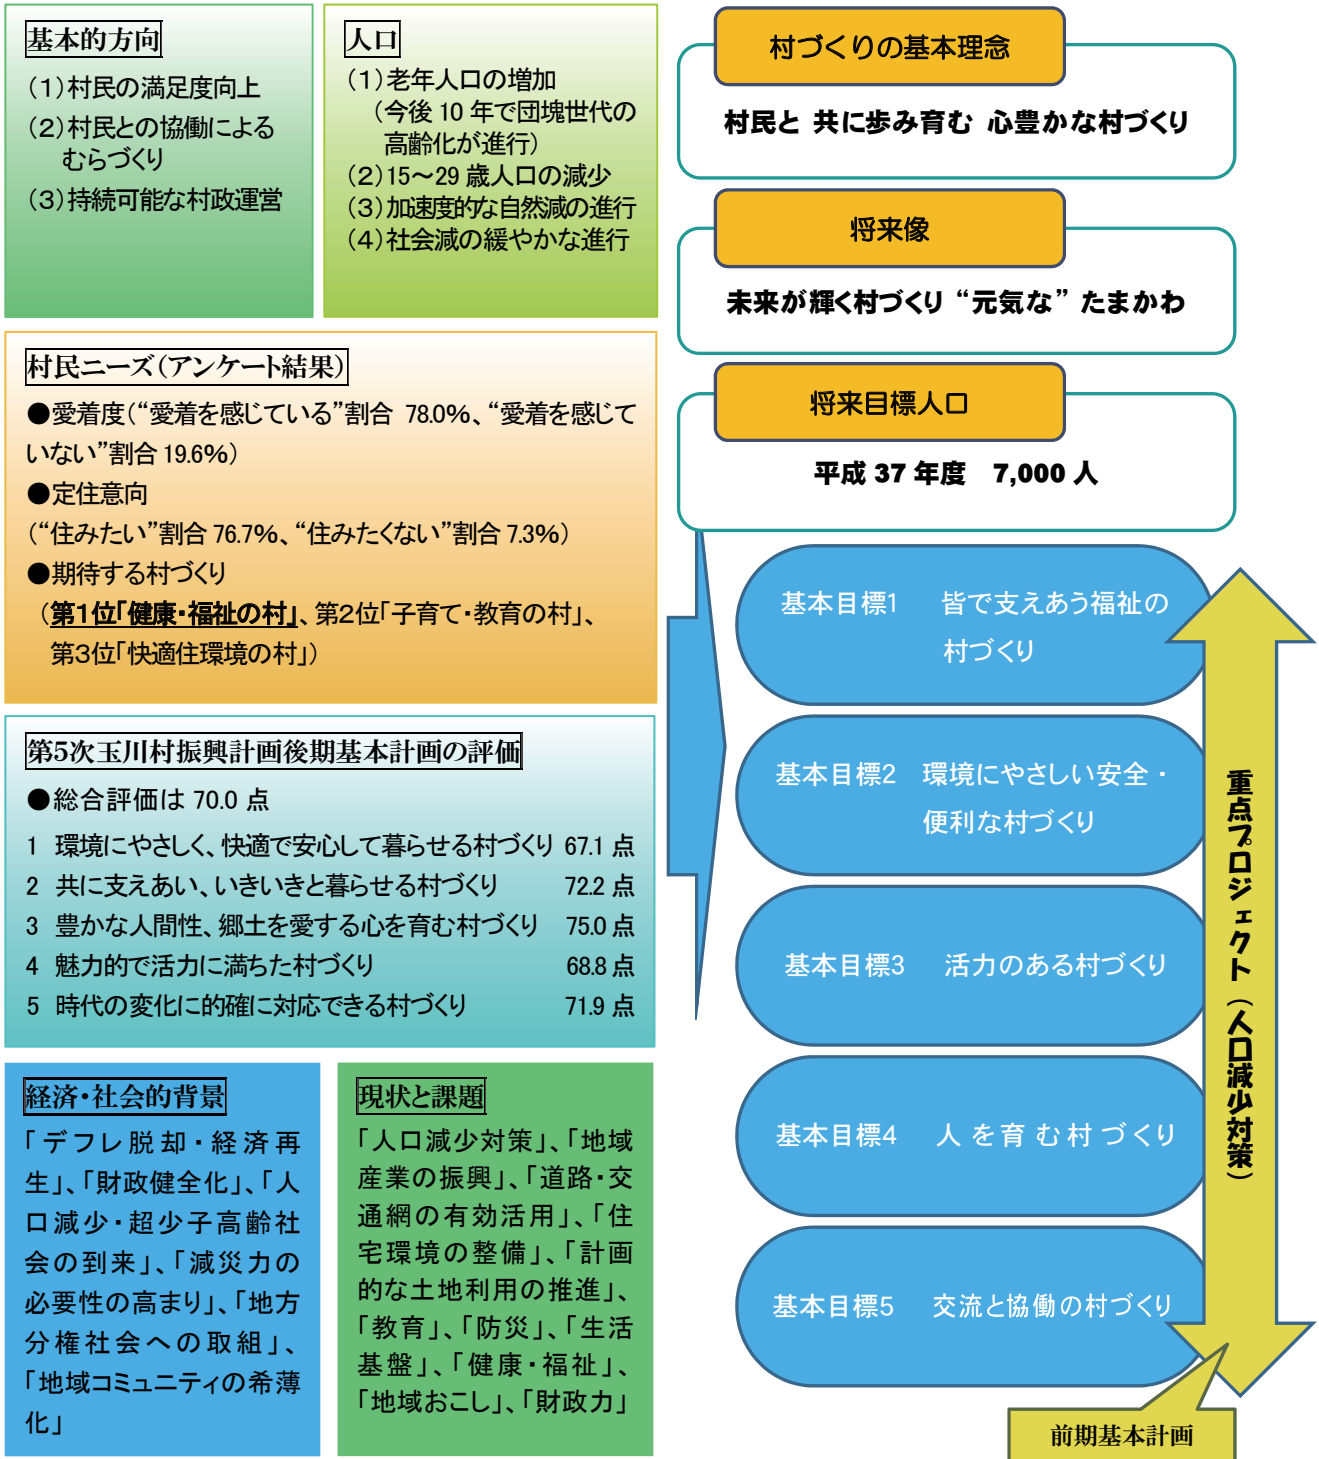 基本的方向
(1)村民の満足度向上
(2)村民との協働による
むらづくり
(3)持続可能な村政運営
人口
(1)老年人口の増加
(今後 10 年で団塊世代の
高齢化が進行)
(2)15～29 歳人口の減少
(3)加速度的な自然減の進行
(4)社会減の緩やかな進行
村民ニーズ(アンケート結果)
●愛着度(“愛着を感じている”割合 78.0%、“愛着を感じて
いない”割合 19.6%)
●定住意向
(“住みたい”割合 76.7%、“住みたくない”割合 7.3%)
●期待する村づくり
(第1位「健康・福祉の村」、第2位「子育て・教育の村」、
第3位「快適住環境の村」)
第5次玉川村振興計画後期基本計画の評価
●総合評価は 70.0 点
1 環境にやさしく、快適で安心して暮らせる村づくり 67.1 点
2 共に支えあい、いきいきと暮らせる村づくり 72.2 点
3 豊かな人間性、郷土を愛する心を育む村づくり 75.0 点
4 魅力的で活力に満ちた村づくり 68.8 点
5 時代の変化に的確に対応できる村づくり 71.9 点
経済・社会的背景
「デフレ脱却・経済再
生」、「財政健全化」、「人
口減少・超少子高齢社
会の到来」、「減災力の
必要性の高まり」、「地方
分権社会への取組」、
「地域コミュニティの希薄
化」
現状と課題
「人口減少対策」、「地域
産業の振興」、「道路・交
通網の有効活用」、「住
宅環境の整備」、「計画
的な土地利用の推進」、
「教育」、「防災」、「生活
基盤」、「健康・福祉」、
「地域おこし」、「財政力」
村づくりの基本理念
村民と 共に歩み育む 心豊かな村づくり
将来像
未来が輝く村づくり “元気な” たまかわ
将来目標人口
平成 37 年度 7,000 人
基本目標1 皆で支えあう福祉の
村づくり
基本目標2 環境にやさしい安全・
便利な村づくり
基本目標3 活力のある村づくり
基本目標4 人を育む村づくり
基本目標5 交流と協働の村づくり
重点プロジェクト(人口減少対策)
前期基本計画